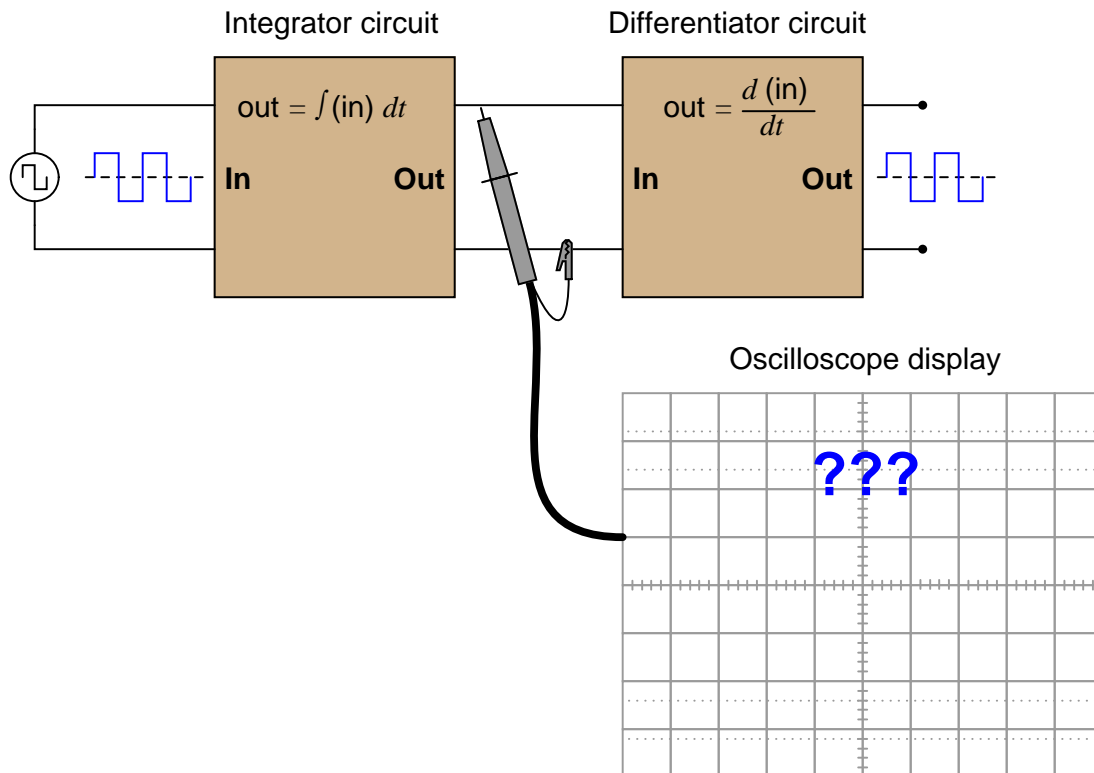 Integrator circuit
Differentiator circuit
out = ∫ (in) dt
out = d (in)
dt
In
Out
In
Out
Oscilloscope display
???